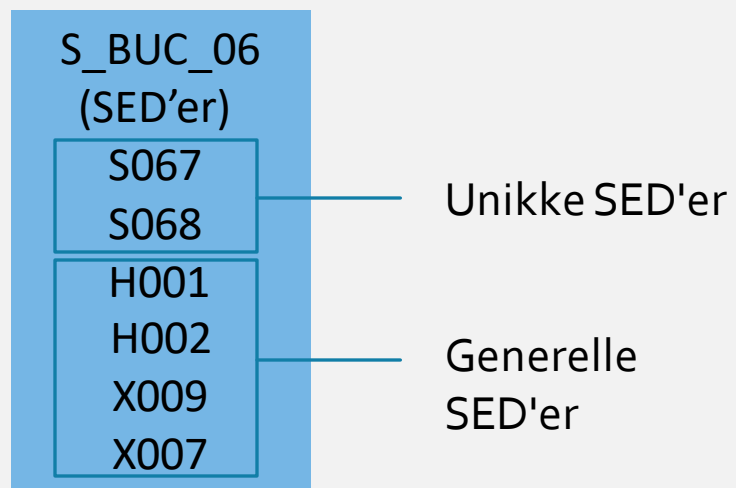 S_BUC_06
(SED’er)
S067
S068
Unikke SED'er
H001
H002
X009
X007
Generelle
SED'er